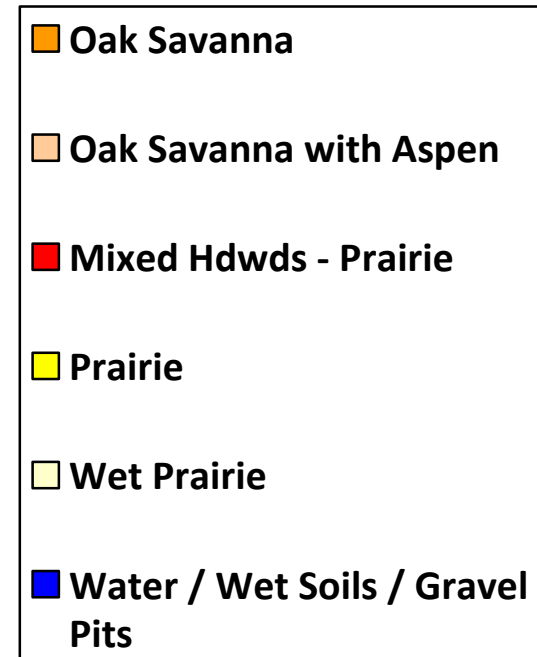 Oak Savanna
Oak Savanna with Aspen
Mixed Hdwds - Prairie
Prairie
Wet Prairie
Water / Wet Soils / Gravel
Pits